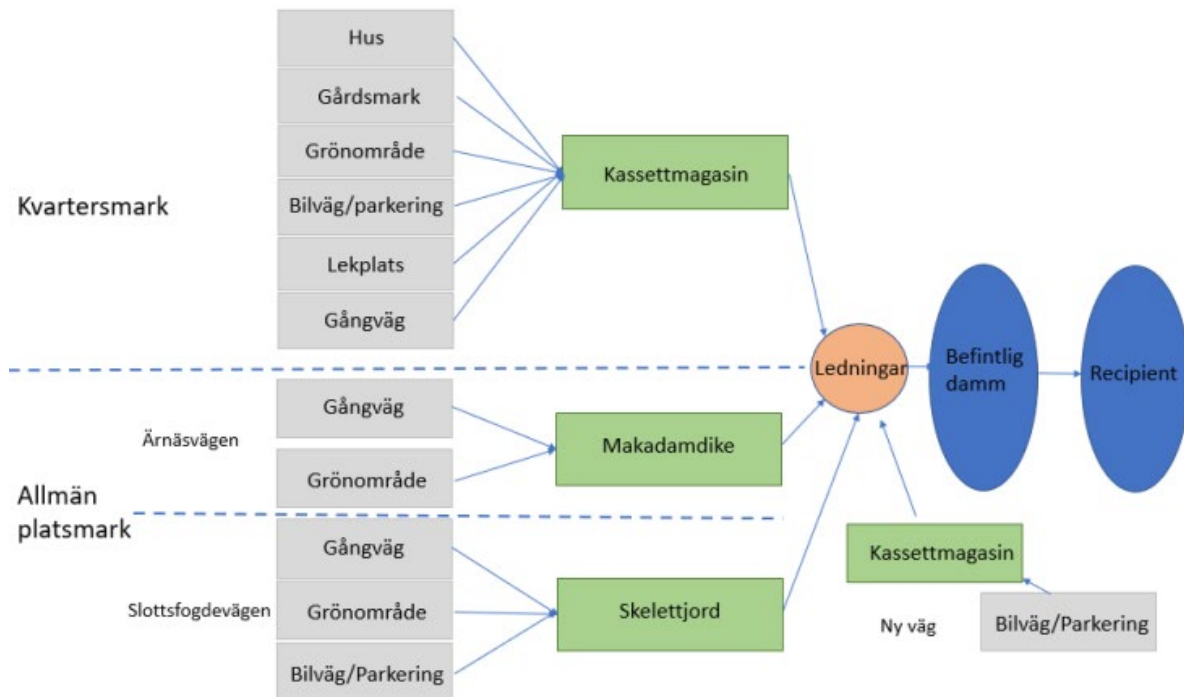 Hus
Gårdsmark
Grönområde
Kassettmagasin
Kvartersmark
Bilväg/parkering
Lekplats
Gångväg
Ledningar
Befintlig
damm
Recipient
Gångväg
Ärnäsvägen
Makadamdike
Grönområde
Allmän
platsmark
Gångväg
Kassettmagasin
Slottsfogdevägen
Grönområde
Skelettjord
Ny väg
Bilväg/Parkering
Bilväg/Parkering